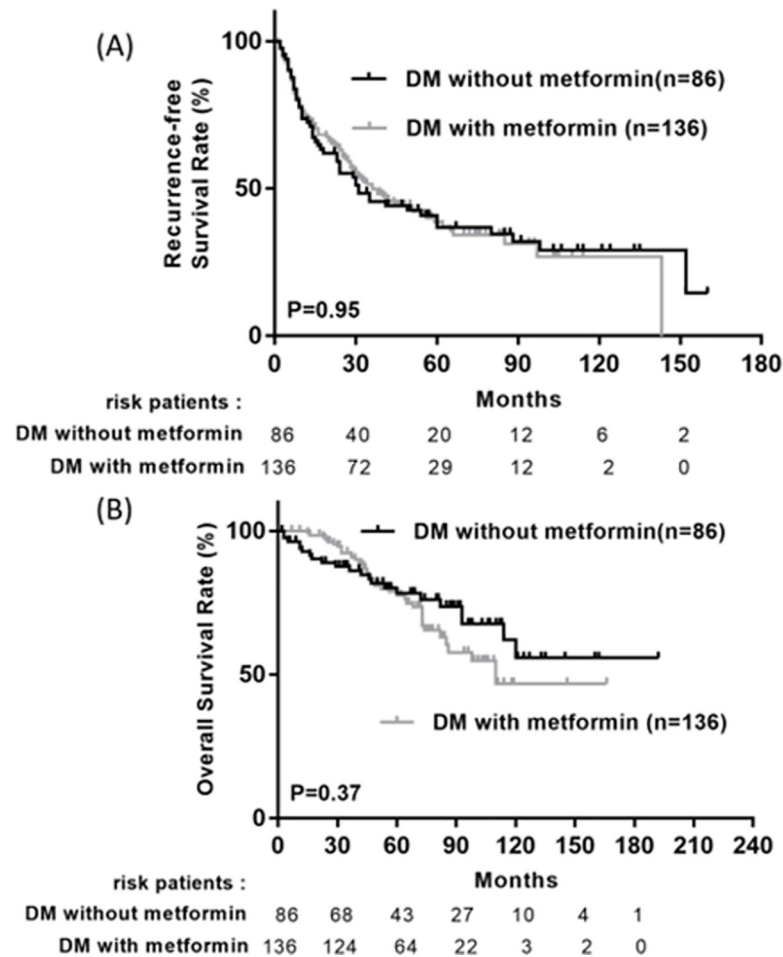 (A)
Recurrence-free
Survival Rate (%)
100
50
0
DM without metformin(n=86)
DM with metformin (n=136)
P=0.95
0 30 60 90 120 150 180
Months
risk patients :
DM without metformin 86 40 20 12 6 2
DM with metformin 136 72 29 12 2 0
(B)
Overall Survival Rate (%)
100
50
0
DM without metformin(n=86)
DM with metformin (n=136)
P=0.37
0 30 60 90 120 150 180 210 240
Months
risk patients :
DM without metformin 86 68 43 27 10 4 1
DM with metformin 136 124 64 22 3 2 0